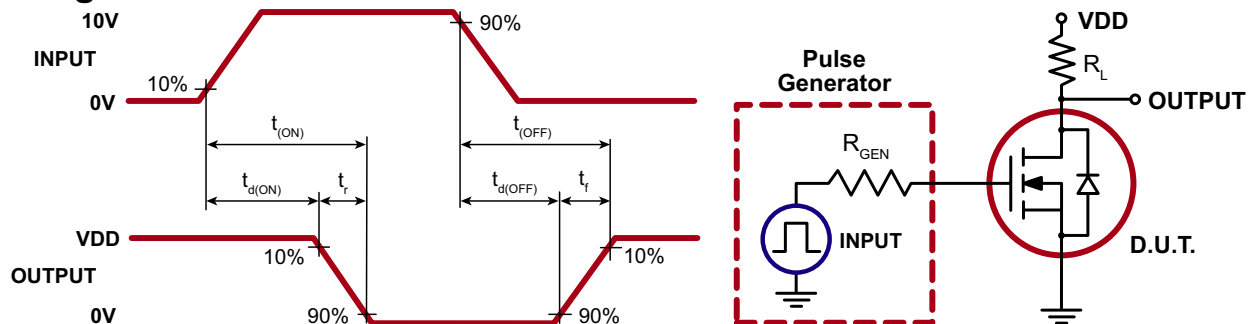 10V
INPUT
0V
10%
90%
t(ON)
t(OFF)
td(ON)
tr
td(OFF)
tf
VDD
OUTPUT
0V
10%
90%
10%
90%
Pulse
Generator
RGEN
INPUT
VDD
RL
OUTPUT
D.U.T.